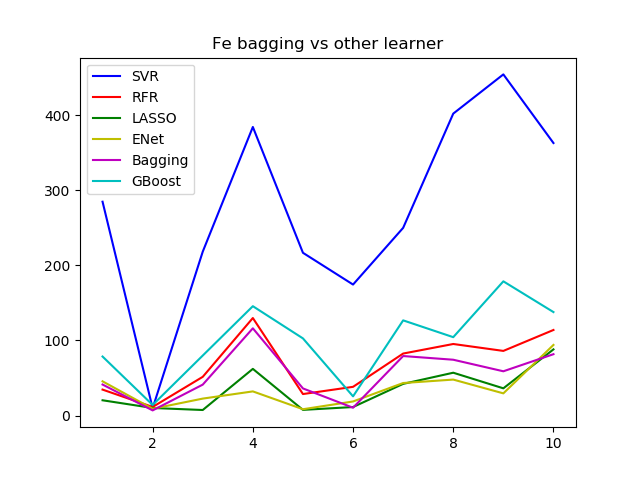 Fe bagging vs other learner
SVR
RFR
LASSO
ENet
Bagging
GBoost
400
300
200
100
0
2 4 6 8 10